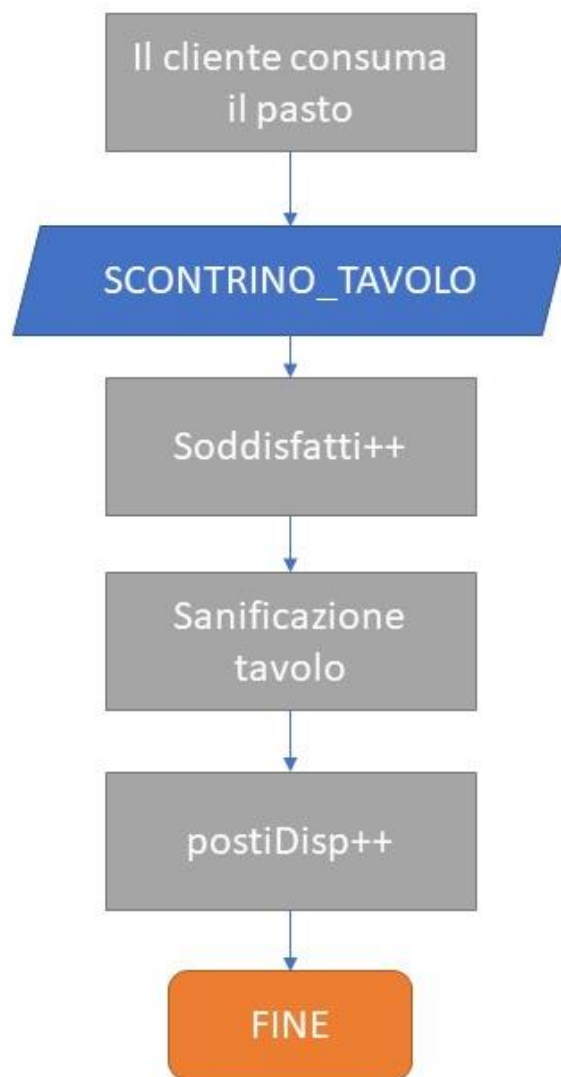 Il cliente consuma
il pasto
SCONTRINO_TAVOLO
Soddisfatti++
Sanificazione
tavolo
postiDisp++
FINE